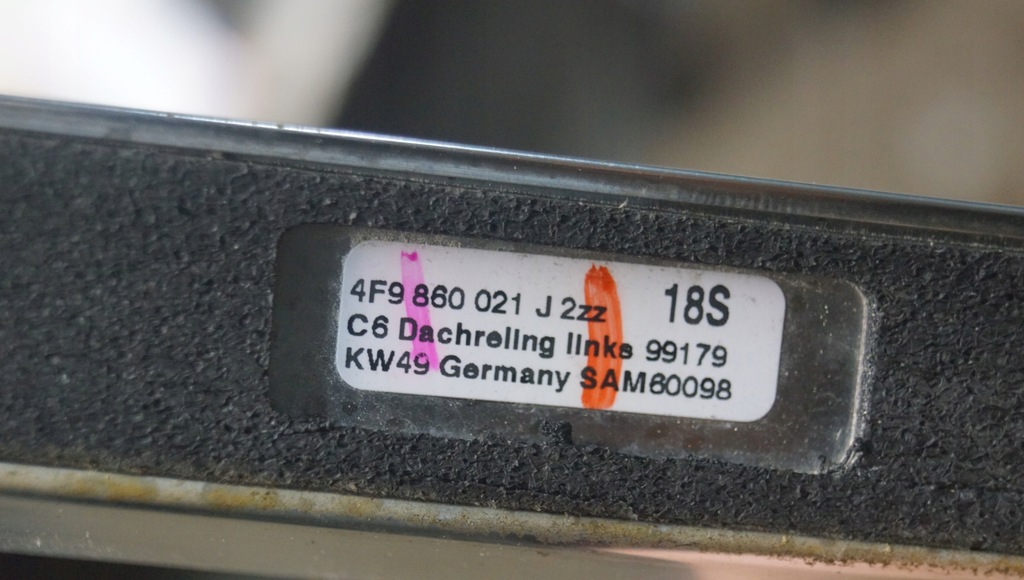 4F9 860 021 J 2zz 18S
C6 Dachreling links 99179
KW49 Germany SAM60098